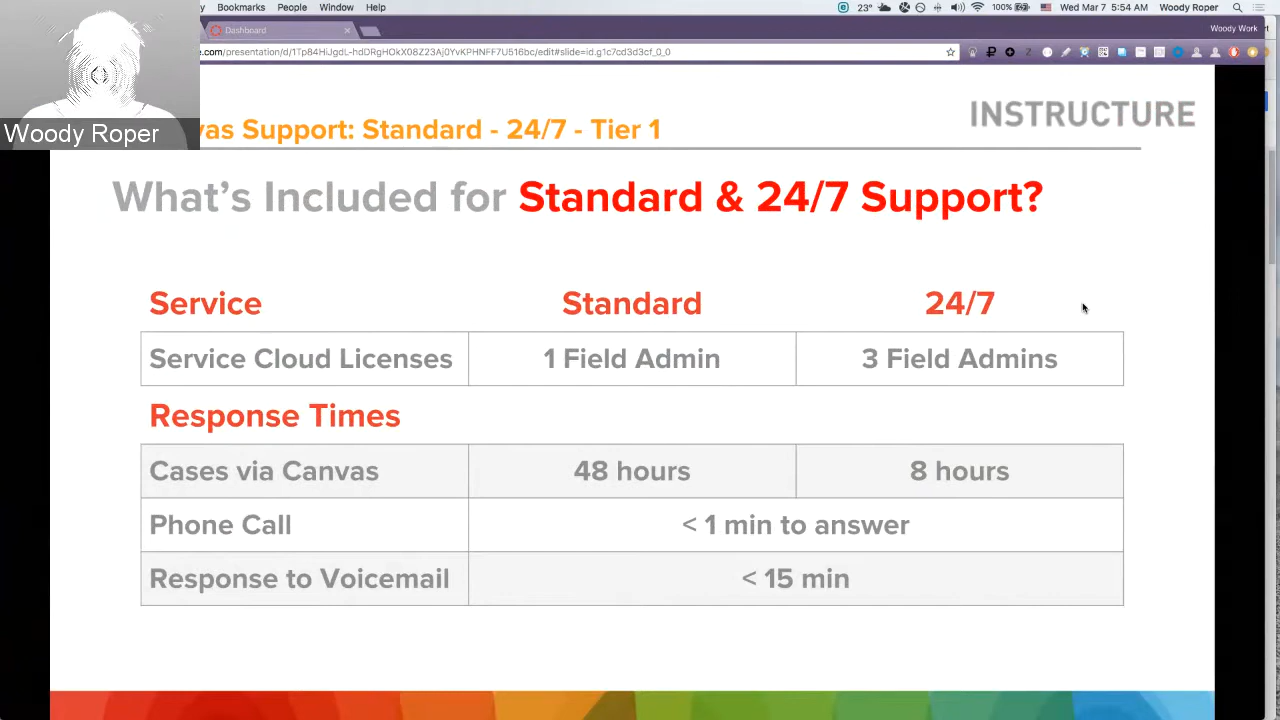 Bookmarks People Window Help
23° 100% Wed Mar 7 5:54 AM Woody Roper
Dashboard
Woody Work
.com/presentation/d/1Tp84HiJgdL-hdDRgHOkX08Z23Aj0YvKPHNFF7U516bc/edit#slide=id.g1c7cd3d3cf_0_0
Woody Roper
vas Support: Standard - 24/7 - Tier 1
INSTRUCTURE
What's Included for Standard & 24/7 Support?
Service Standard 24/7
Service Cloud Licenses 1 Field Admin 3 Field Admins
Response Times
Cases via Canvas 48 hours 8 hours
Phone Call < 1 min to answer
Response to Voicemail < 15 min